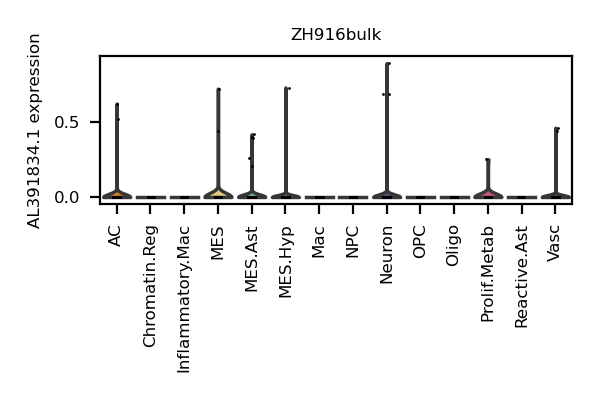 ZH916bulk
AL391834.1 expression
0.5
0.0
AC
Chromatin.Reg
Inflammatory.Mac
MES
MES.Ast
MES.Hyp
Mac
NPC
Neuron
OPC
Oligo
Prolif.Metab
Reactive.Ast
Vasc